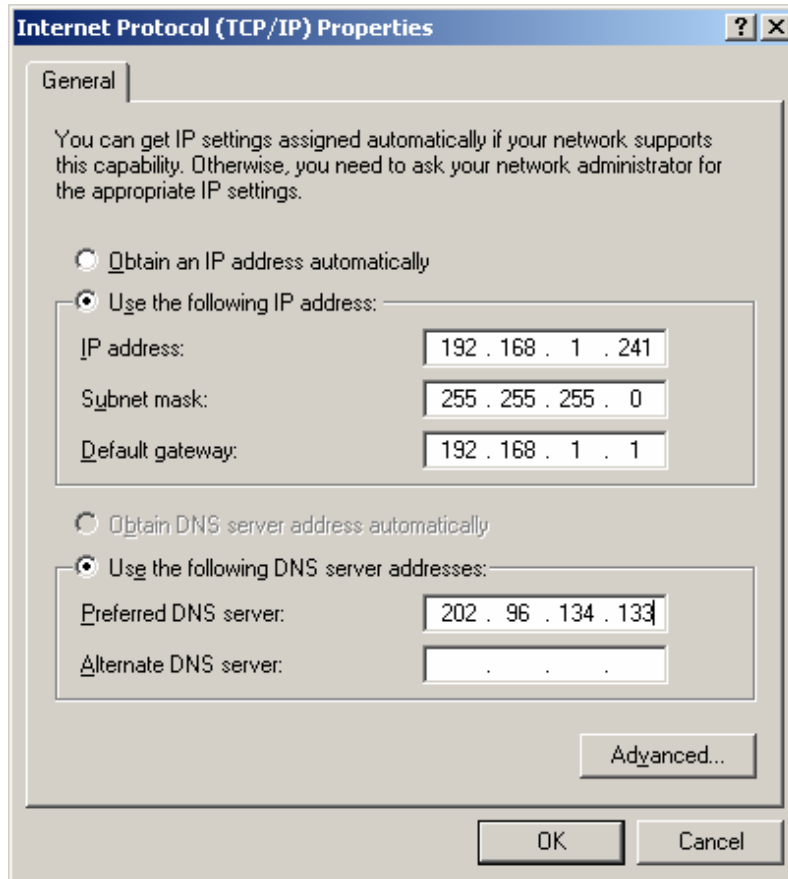 Internet Protocol (TCP/IP) Properties
General
You can get IP settings assigned automatically if your network supports
this capability. Otherwise, you need to ask your network administrator for
the appropriate IP settings.
Obtain an IP address automatically
Use the following IP address:
IP address: 192 . 168 . 1 . 241
Subnet mask: 255 . 255 . 255 . 0
Default gateway: 192 . 168 . 1 . 1
Obtain DNS server address automatically
Use the following DNS server addresses:
Preferred DNS server: 202 . 96 . 134 . 133
Alternate DNS server: . . .
Advanced...
OK Cancel